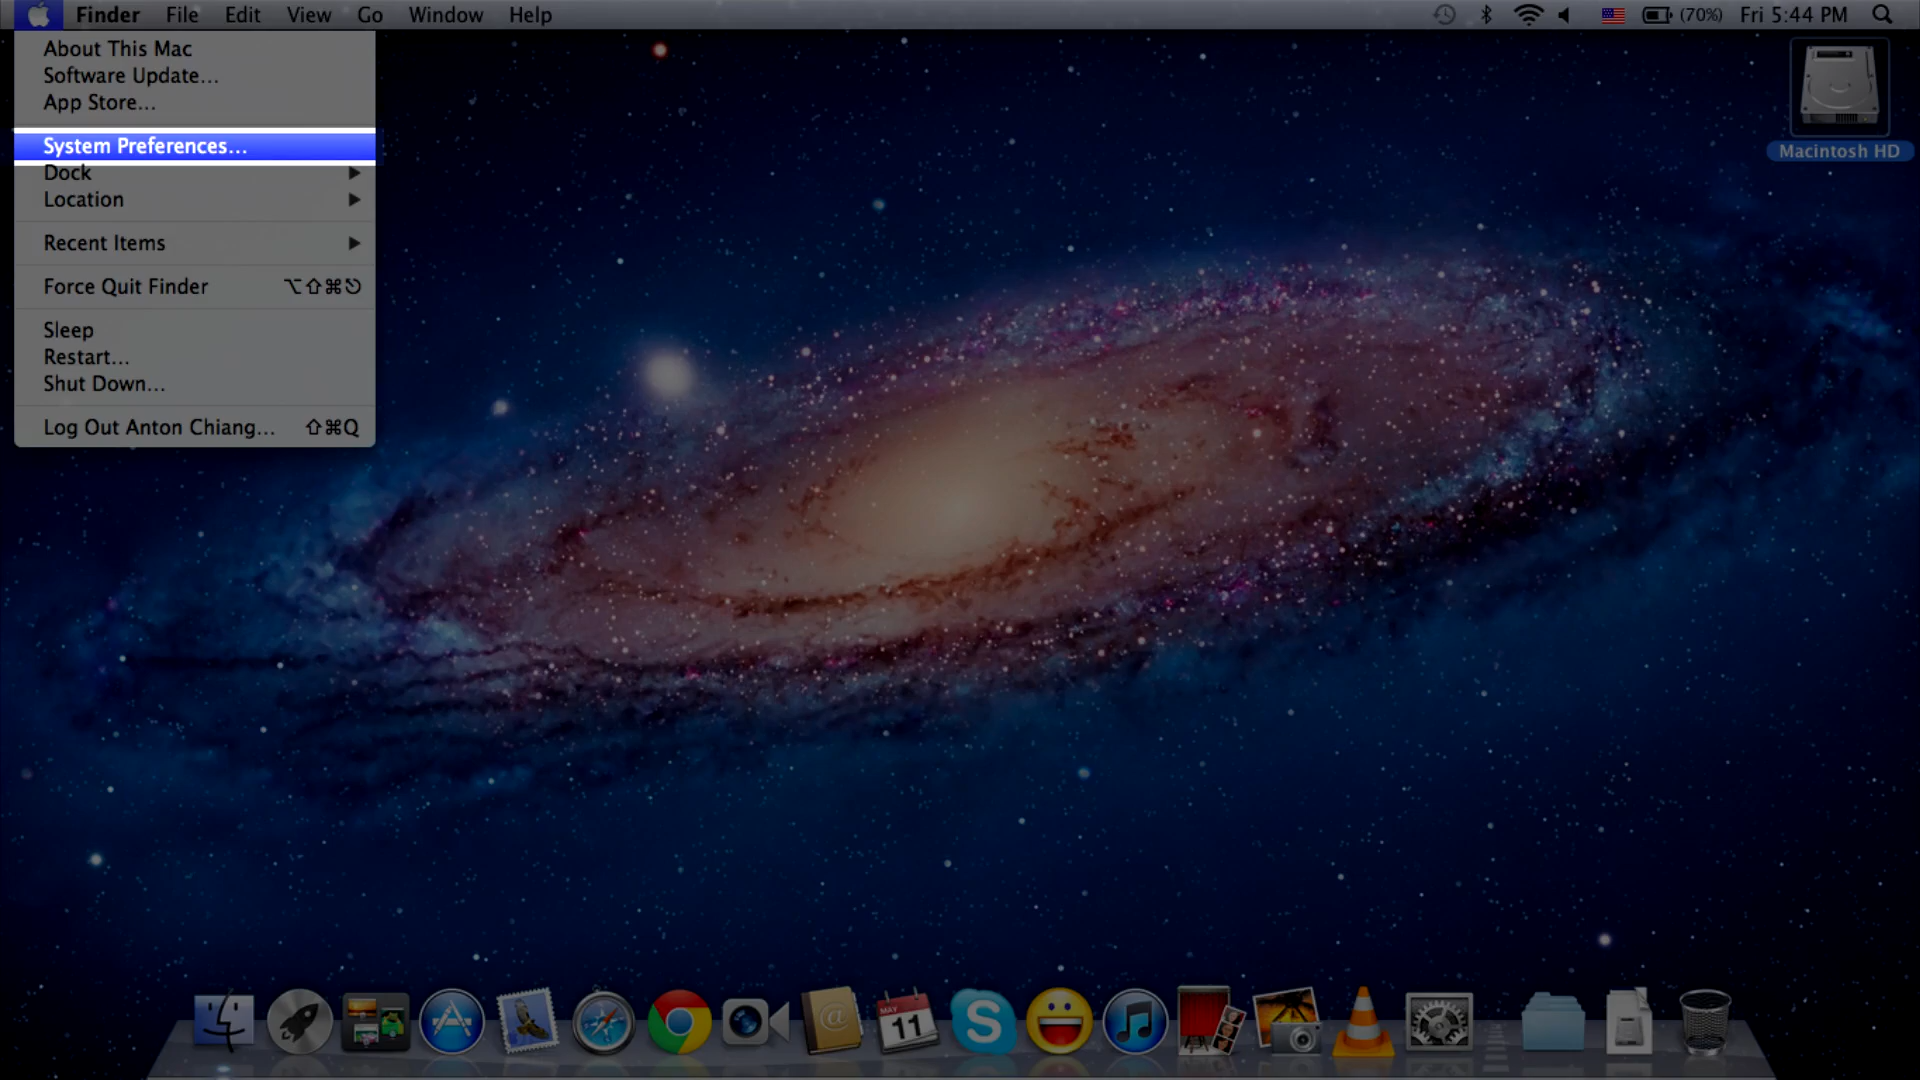 Finder File Edit View Go Window Help (70%) Fri 5:44 PM
About This Mac
Software Update...
App Store...
System Preferences...
Dock
Location
Recent Items
Force Quit Finder ⌥⇧⌘⎋
Sleep
Restart...
Shut Down...
Log Out Anton Chiang... ⇧⌘Q
Macintosh HD
MAY
11